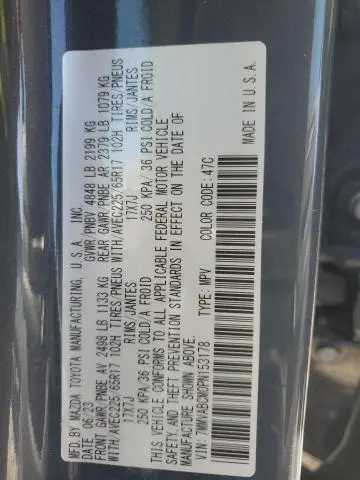 MFD.BY MAZDA TOYOTA MANUFACTURING, U.S.A., INC.
DATE: 06/23 GVWR/PNBV 4848 LB 2199 KG
FRONT GAWR/PNBE AV 2498 LB 1133 KG REAR GAWR/PNBE AR 2379 LB 1079 KG
WITH/AVEC225/65R17 102H TIRES/PNEUS WITH/AVEC225/65R17 102H TIRES/PNEUS
17X7J RIMS/JANTES 17X7J RIMS/JANTES
250 KPA/36 PSI COLD/A FROID 250 KPA/36 PSI COLD/A FROID
THIS VEHICLE CONFORMS TO ALL APPLICABLE FEDERAL MOTOR VEHICLE
SAFETY AND THEFT PREVENTION STANDARDS IN EFFECT ON THE DATE OF
MANUFACTURE SHOWN ABOVE.
VIN: TYPE: MPV COLOR CODE: 47C
MADE IN U.S.A.